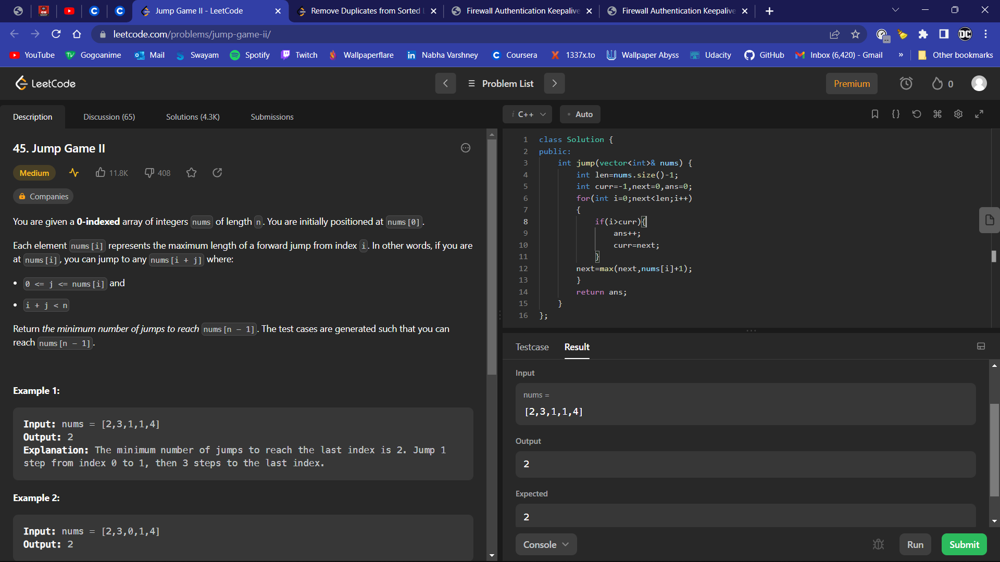 Jump Game II - LeetCode
Remove Duplicates from Sorted L
Firewall Authentication Keepalive
Firewall Authentication Keepalive
leetcode.com/problems/jump-game-ii/
YouTube Gogoanime Mail Swayam Spotify Twitch Wallpaperflare Nabha Varshney Coursera 1337x.to Wallpaper Abyss Udacity GitHub Inbox (6,420) - Gmail » Other bookmarks
LeetCode
Problem List
Premium
0
Description Discussion (65) Solutions (4.3K) Submissions
45. Jump Game II
Medium 11.8K 408
Companies
You are given a 0-indexed array of integers nums of length n. You are initially positioned at nums[0].
Each element nums[i] represents the maximum length of a forward jump from index i. In other words, if you are
at nums[i], you can jump to any nums[i + j] where:
• 0 <= j <= nums[i] and
• i + j < n
Return the minimum number of jumps to reach nums[n - 1]. The test cases are generated such that you can
reach nums[n - 1].
Example 1:
Input: nums = [2,3,1,1,4]
Output: 2
Explanation: The minimum number of jumps to reach the last index is 2. Jump 1
step from index 0 to 1, then 3 steps to the last index.
Example 2:
Input: nums = [2,3,0,1,4]
Output: 2
i C++ • Auto
1 class Solution {
2 public:
3 int jump(vector<int>& nums) {
4 int len=nums.size()-1;
5 int curr=-1,next=0,ans=0;
6 for(int i=0;next<len;i++)
7 {
8 if(i>curr){
9 ans++;
10 curr=next;
11 }
12 next=max(next,nums[i]+1);
13 }
14 return ans;
15 }
16 };
Testcase Result
Input
nums =
[2,3,1,1,4]
Output
2
Expected
2
Console Run Submit